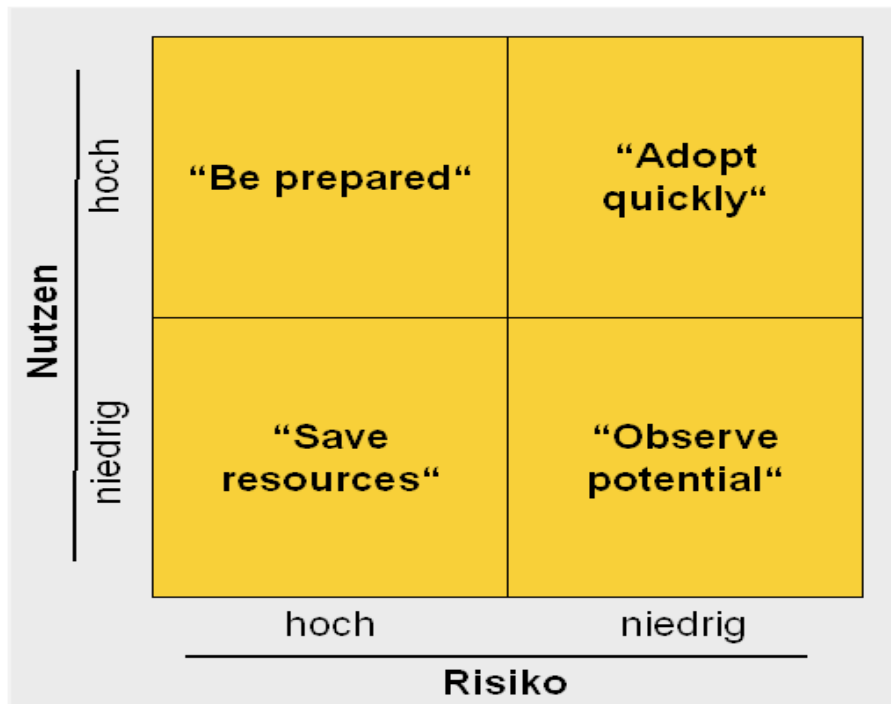 hoch
“Be prepared“
“Adopt
quickly“
Nutzen
niedrig
“Save
resources“
“Observe
potential“
hoch
niedrig
Risiko